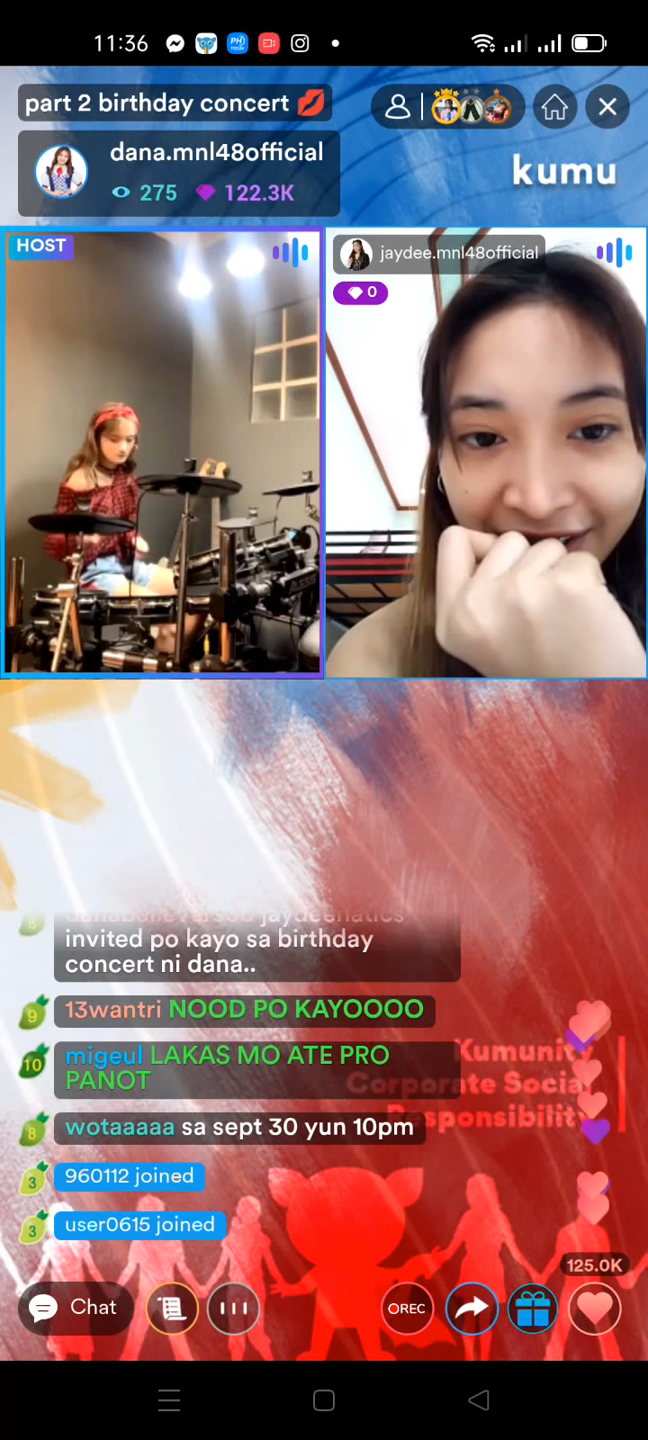 11:36
part 2 birthday concert
dana.mnl48official
275
122.3K
kumu
HOST
jaydee.mnl48official
0
invited po kayo sa birthday
concert ni dana..
9
13wantri NOOD PO KAYOOOO
10
migeul LAKAS MO ATE PRO
PANOT
Kumunity
Corporate Social
Responsibility
8
wotaaaaa sa sept 30 yun 10pm
3
960112 joined
3
user0615 joined
125.0K
Chat
REC